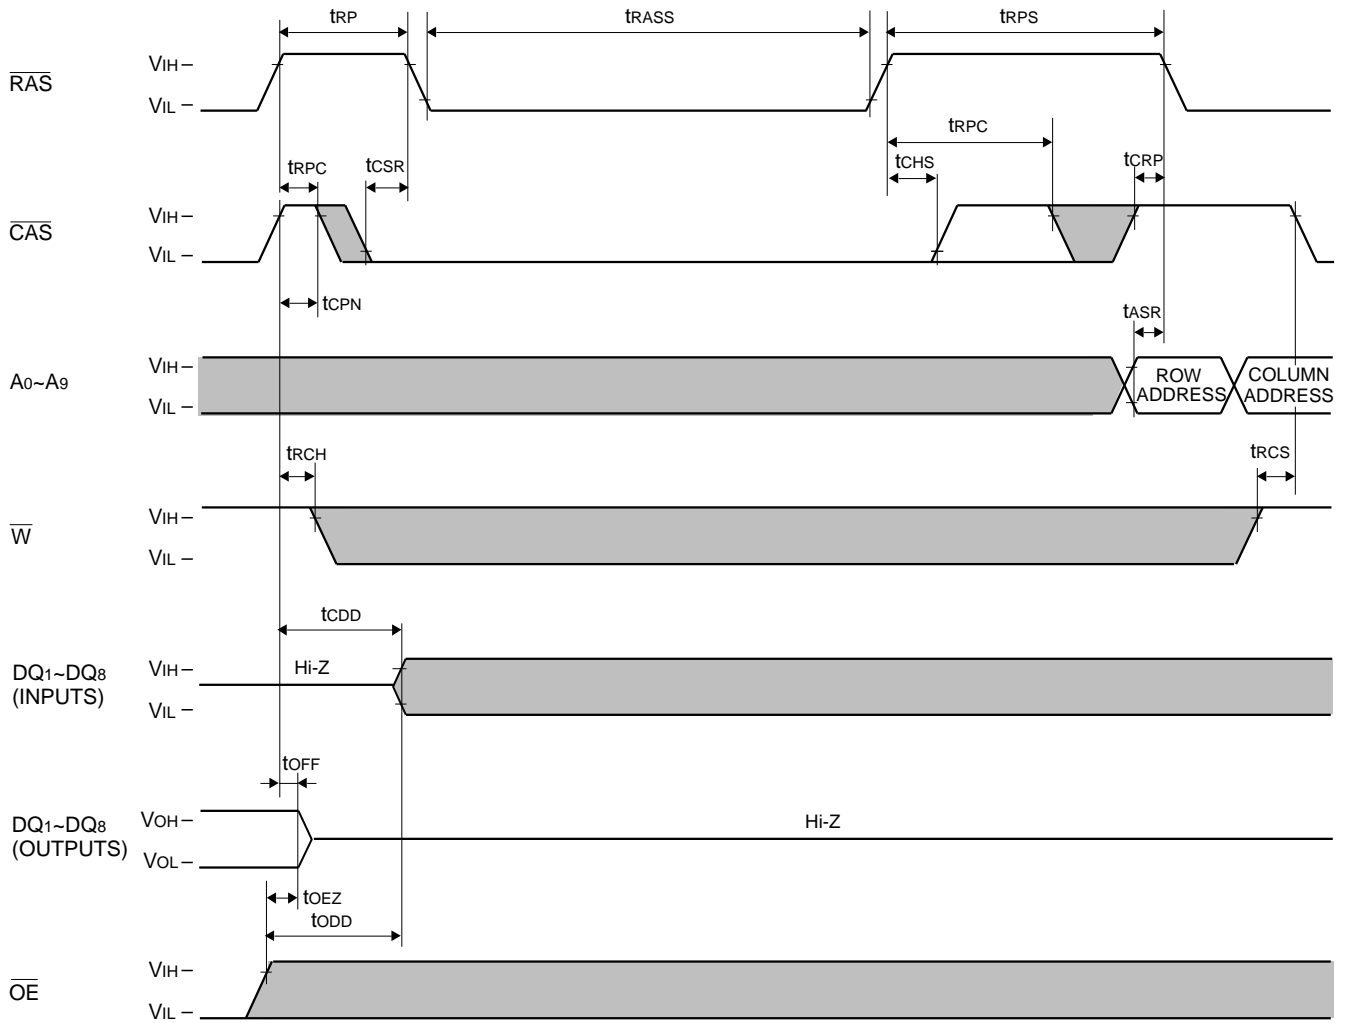 tRP tRASS tRPS
RAS
VIH
VIL
tRPC
tRPC tCSR tCHS tCRP
CAS
VIH
VIL
tCPN
tASR
A0~A9
VIH
VIL
ROW ADDRESS
COLUMN ADDRESS
tRCH tRCS
W
VIH
VIL
tCDD
DQ1~DQ8
(INPUTS)
VIH
VIL
Hi-Z
tOFF
DQ1~DQ8
(OUTPUTS)
VOH
VOL
Hi-Z
tOEZ
tODD
OE
VIH
VIL